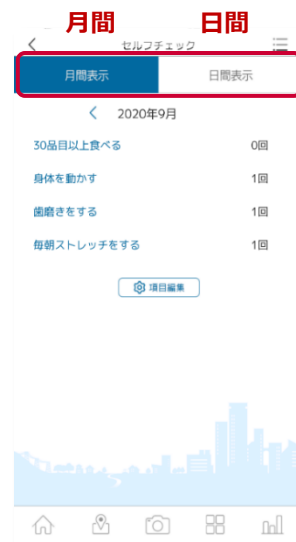 月間 日間
セルフチェック
月間表示 日間表示
2020年9月
30品目以上食べる 0回
身体を動かす 1回
歯磨きをする 1回
毎朝ストレッチをする 1回
項目編集